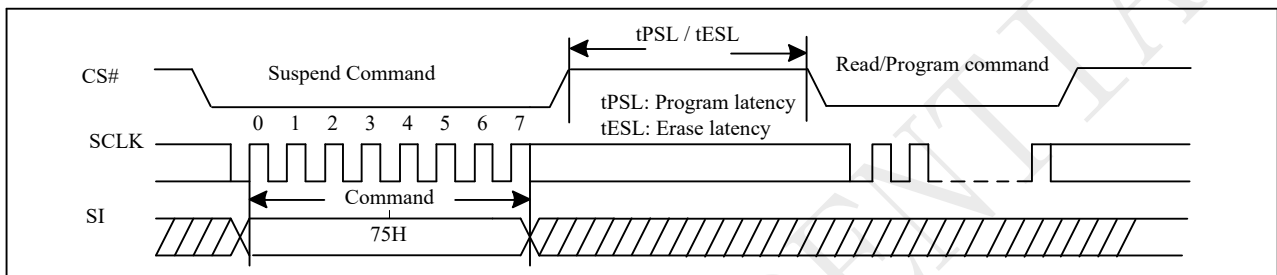 tPSL / tESL
CS#
Suspend Command
Read/Program command
tPSL: Program latency
tESL: Erase latency
0 1 2 3 4 5 6 7
SCLK
Command
SI
75H
ENTIA